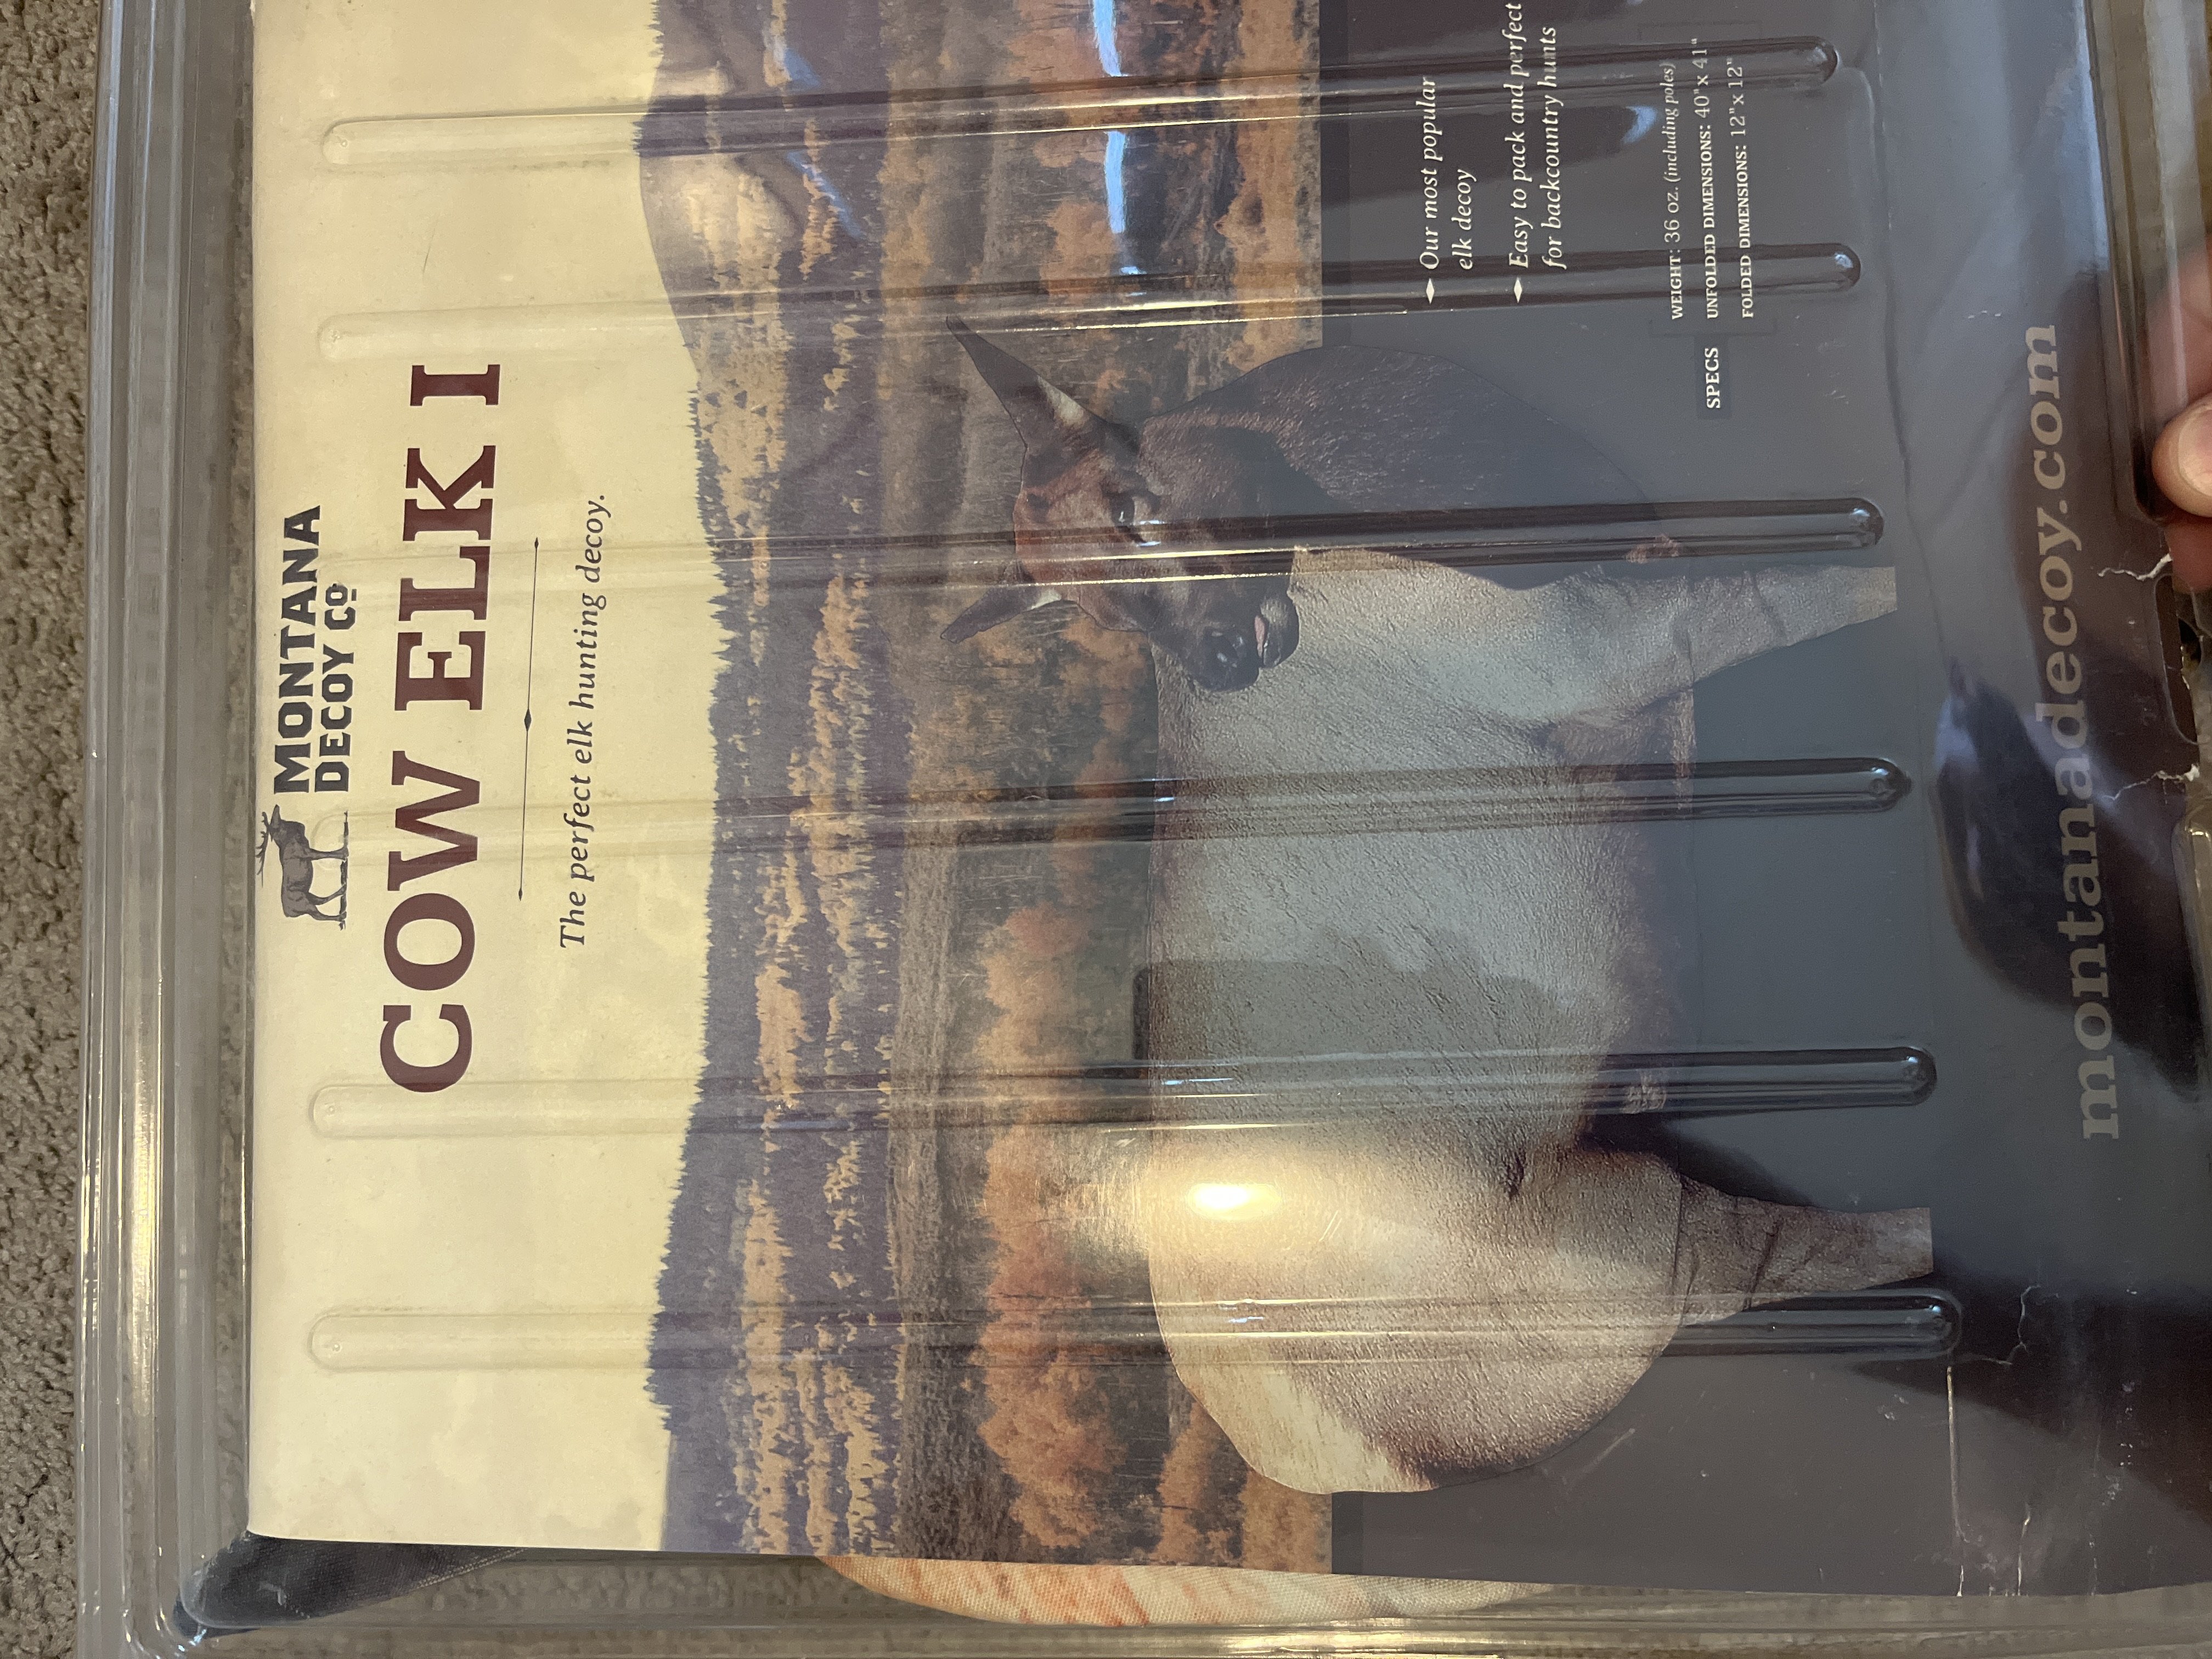 MONTANA
DECOY Cº
COW ELK I
The perfect elk hunting decoy.
Our most popular
elk decoy
Easy to pack and perfect
for backcountry hunts
SPECS
WEIGHT: 36 oz. (including poles)
UNFOLDED DIMENSIONS: 40"x 41"
FOLDED DIMENSIONS: 12"x 12"
montanadecoy.com